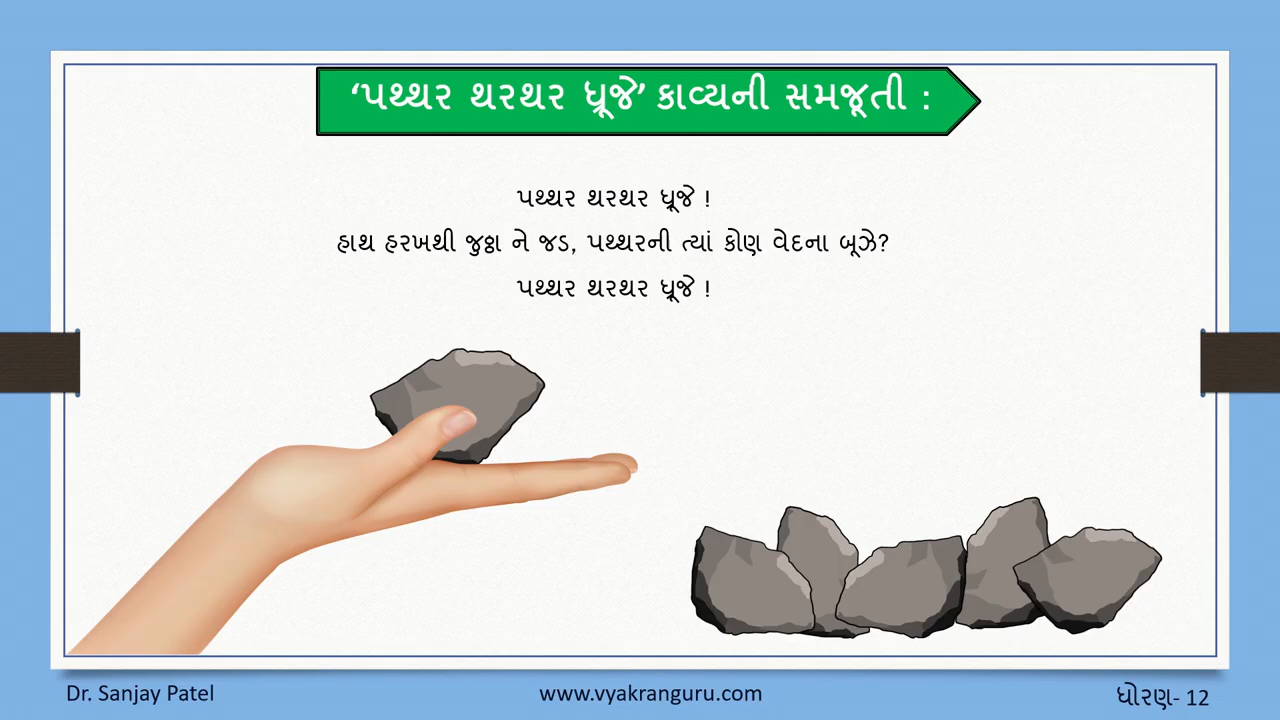 ‘પથ્થર થરથર ધ્રૂજે’ કાવ્યની સમજૂતી :
પથ્થર થરથર ધ્રૂજે !
હાથ હરખથી જુઠ્ઠા ને જડ, પથ્થરની ત્યાં કોણ વેદના બૂઝે?
પથ્થર થરથર ધ્રૂજે !
Dr. Sanjay Patel
www.vyakranguru.com
ધોરણ- 12